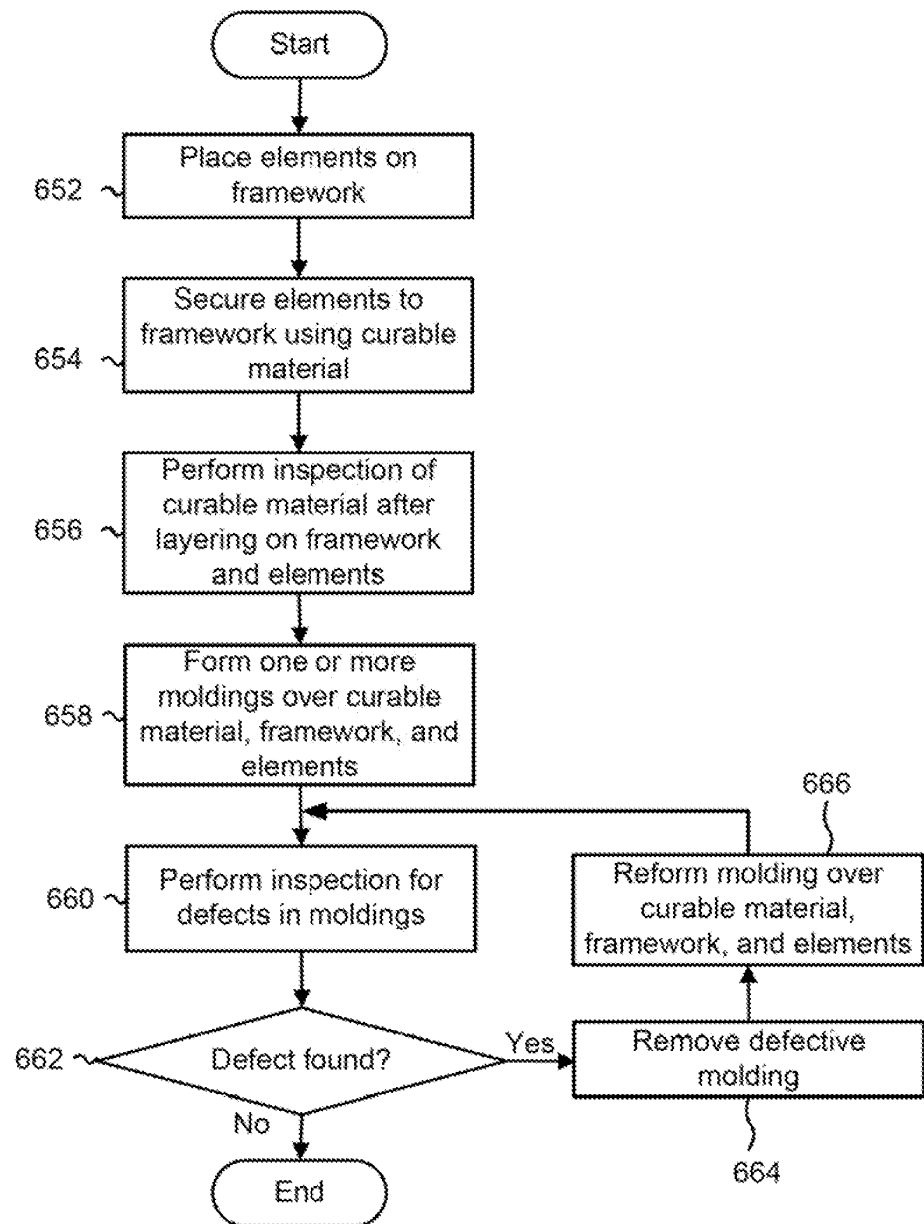 Start
652
Place elements on
framework
654
Secure elements to
framework using curable
material
656
Perform inspection of
curable material after
layering on framework
and elements
658
Form one or more
moldings over curable
material, framework, and
elements
660
Perform inspection for
defects in moldings
662
Defect found?
Yes
No
End
666
Reform molding over
curable material,
framework, and elements
Remove defective
molding
664